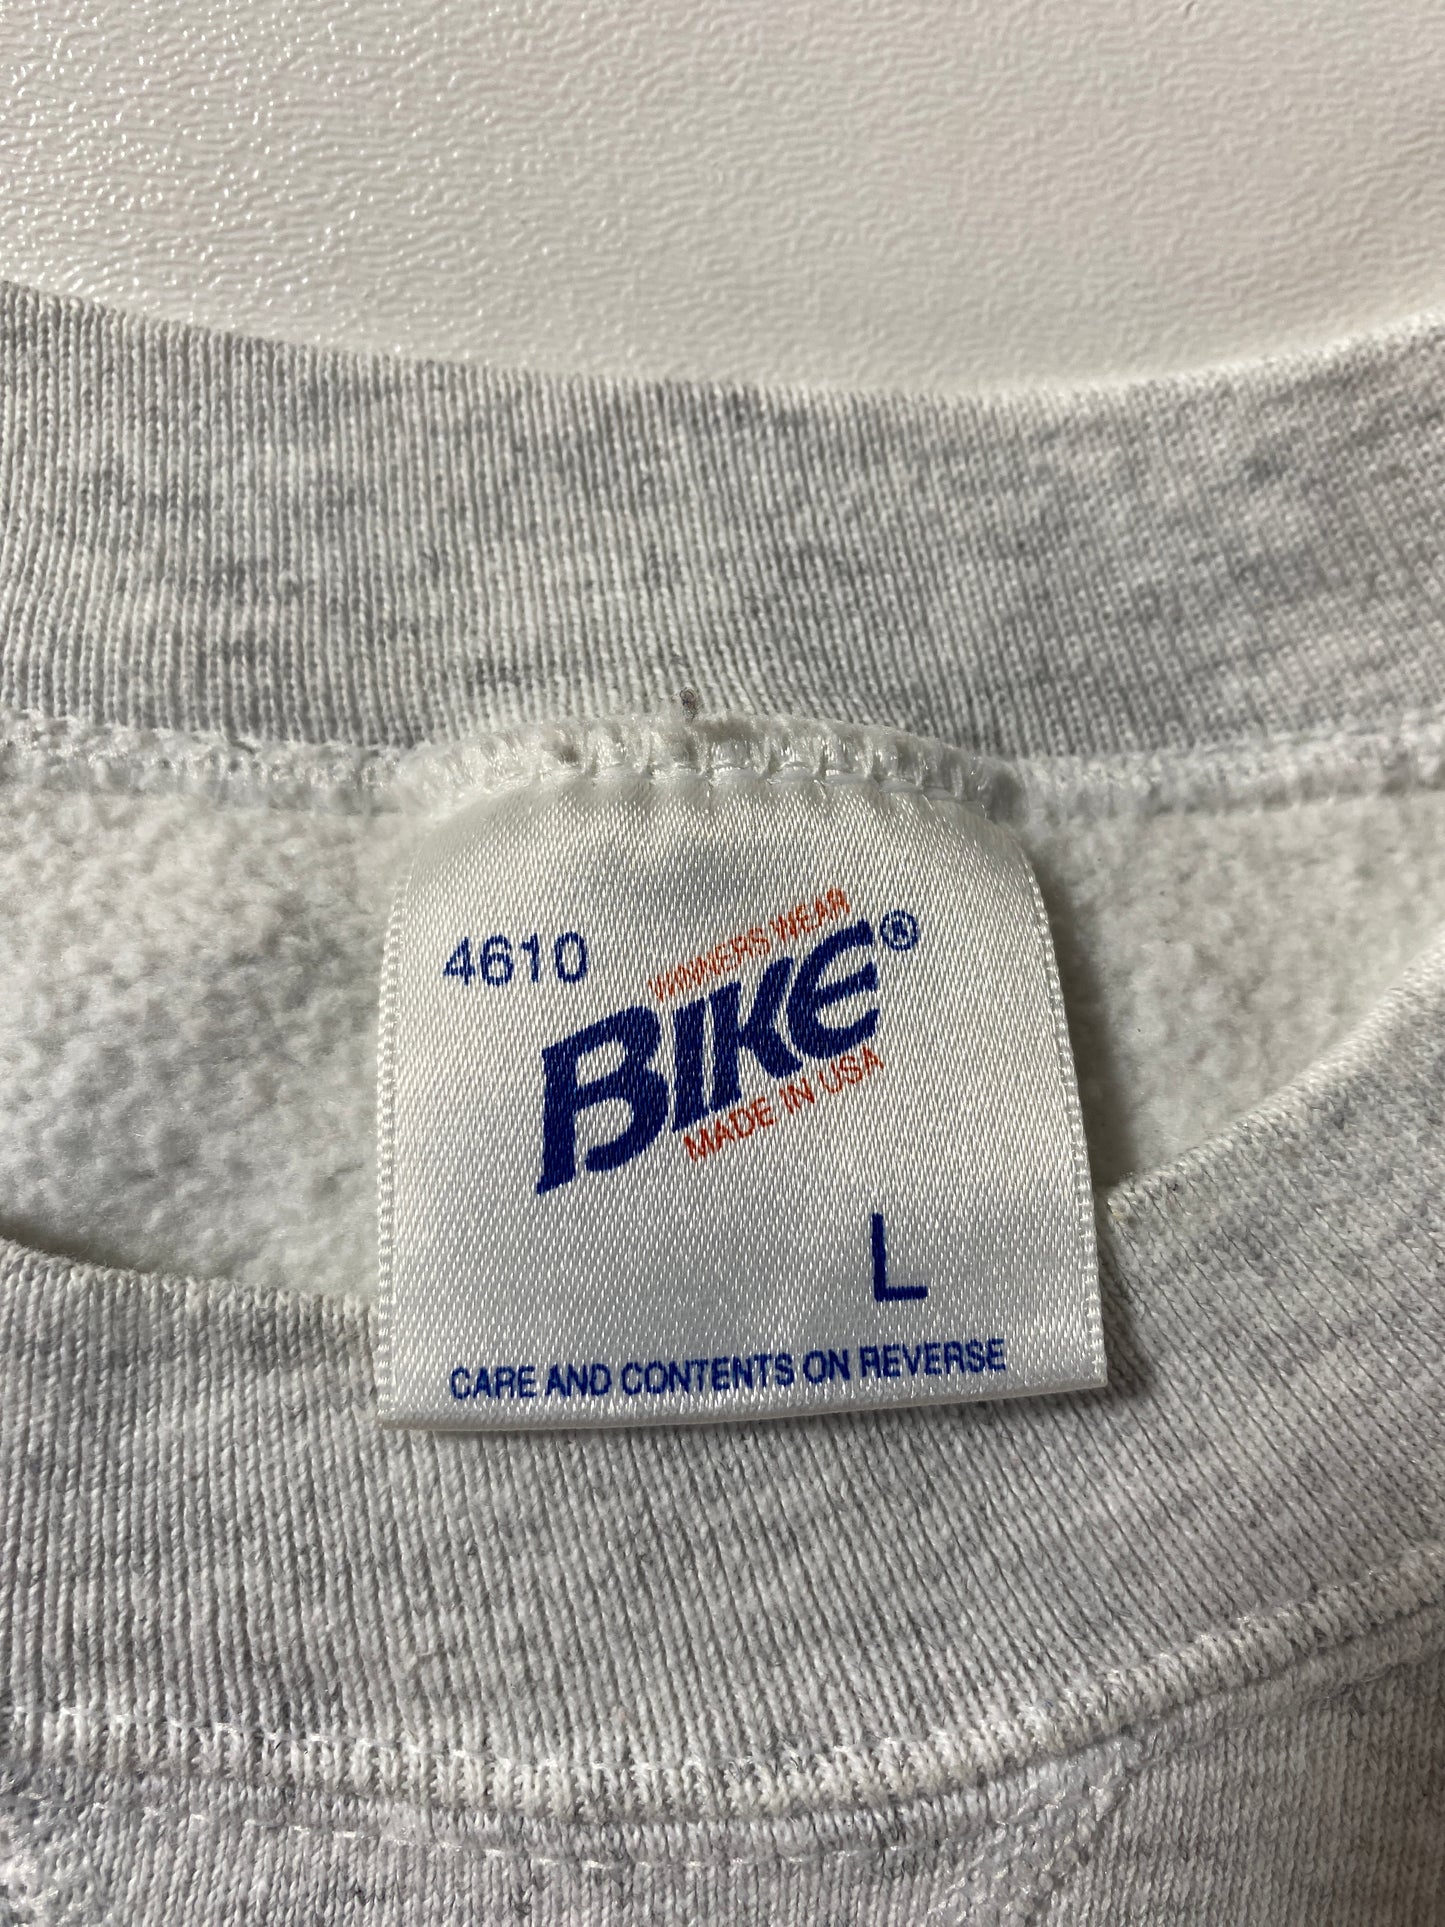 4610
WINNERS WEAR
BIKE®
MADE IN USA
L
CARE AND CONTENTS ON REVERSE